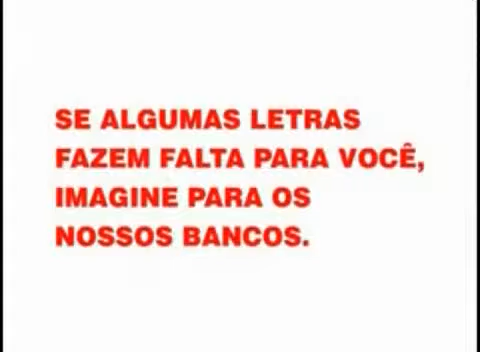 SE ALGUMAS LETRAS
FAZEM FALTA PARA VOCÊ,
IMAGINE PARA OS
NOSSOS BANCOS.